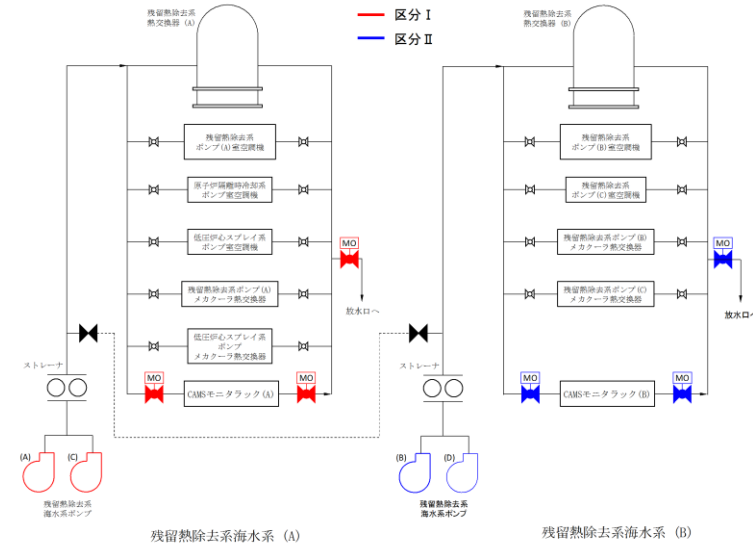 残留熱除去系
熱交換器(A)
区分Ⅰ
区分Ⅱ
残留熱除去系
ポンプ(A)室空調機
原子炉隔離時冷却系
ポンプ室空調機
低圧炉心スプレイ系
ポンプ室空調機
残留熱除去系ポンプ(A)
メカクーラ熱交換器
低圧炉心スプレイ系
ポンプ
メカクーラ熱交換器
MO
CAMSモニタラック(A)
MO
MO
放水口へ
ストレーナ
(A)
(C)
残留熱除去系
海水系ポンプ
残留熱除去系海水系 (A)
残留熱除去系
熱交換器(B)
残留熱除去系
ポンプ(B)室空調機
残留熱除去系
ポンプ(C)室空調機
残留熱除去系ポンプ(B)
メカクーラ熱交換器
残留熱除去系ポンプ(C)
メカクーラ熱交換器
MO
CAMSモニタラック(B)
MO
MO
放水口へ
ストレーナ
(B)
(D)
残留熱除去系
海水系ポンプ
残留熱除去系海水系 (B)